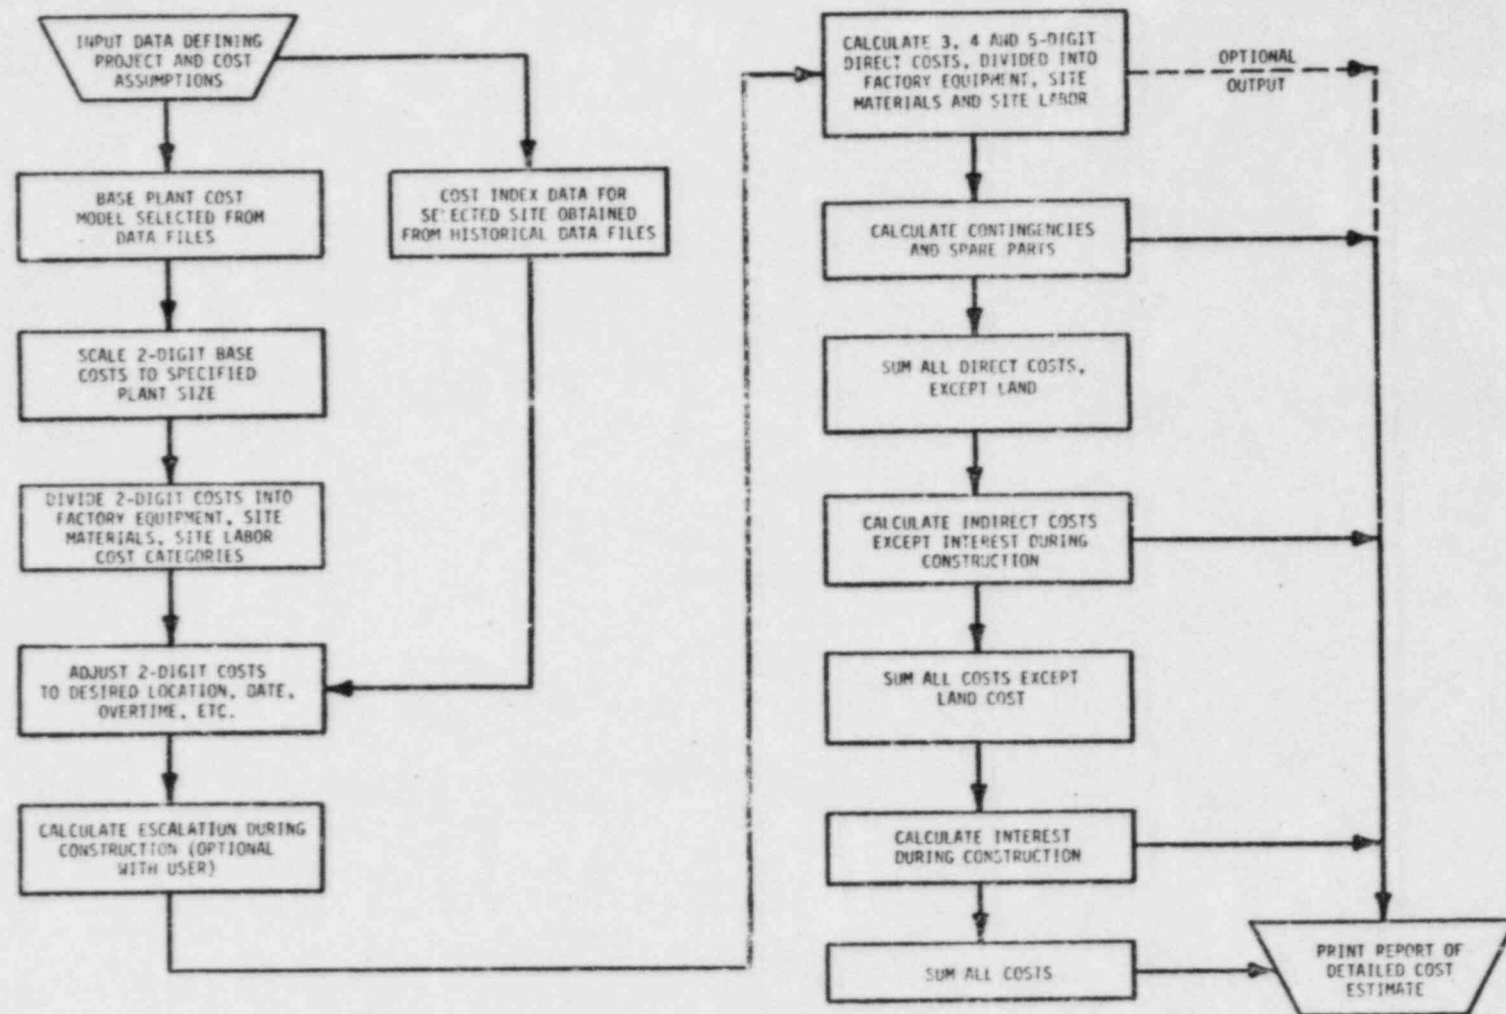 INPUT DATA DEFINING
PROJECT AND COST
ASSUMPTIONS
BASE PLANT COST
MODEL SELECTED FROM
DATA FILES
COST INDEX DATA FOR
SELECTED SITE OBTAINED
FROM HISTORICAL DATA FILES
SCALE 2-DIGIT BASE
COSTS TO SPECIFIED
PLANT SIZE
DIVIDE 2-DIGIT COSTS INTO
FACTORY EQUIPMENT, SITE
MATERIALS, SITE LABOR
COST CATEGORIES
ADJUST 2-DIGIT COSTS
TO DESIRED LOCATION, DATE,
OVERTIME, ETC.
CALCULATE ESCALATION DURING
CONSTRUCTION (OPTIONAL
WITH USER)
CALCULATE 3, 4 AND 5-DIGIT
DIRECT COSTS, DIVIDED INTO
FACTORY EQUIPMENT, SITE
MATERIALS AND SITE LABOR
OPTIONAL
OUTPUT
CALCULATE CONTINGENCIES
AND SPARE PARTS
SUM ALL DIRECT COSTS,
EXCEPT LAND
CALCULATE INDIRECT COSTS
EXCEPT INTEREST DURING
CONSTRUCTION
SUM ALL COSTS EXCEPT
LAND COST
CALCULATE INTEREST
DURING CONSTRUCTION
SUM ALL COSTS
PRINT REPORT OF
DETAILED COST
ESTIMATE